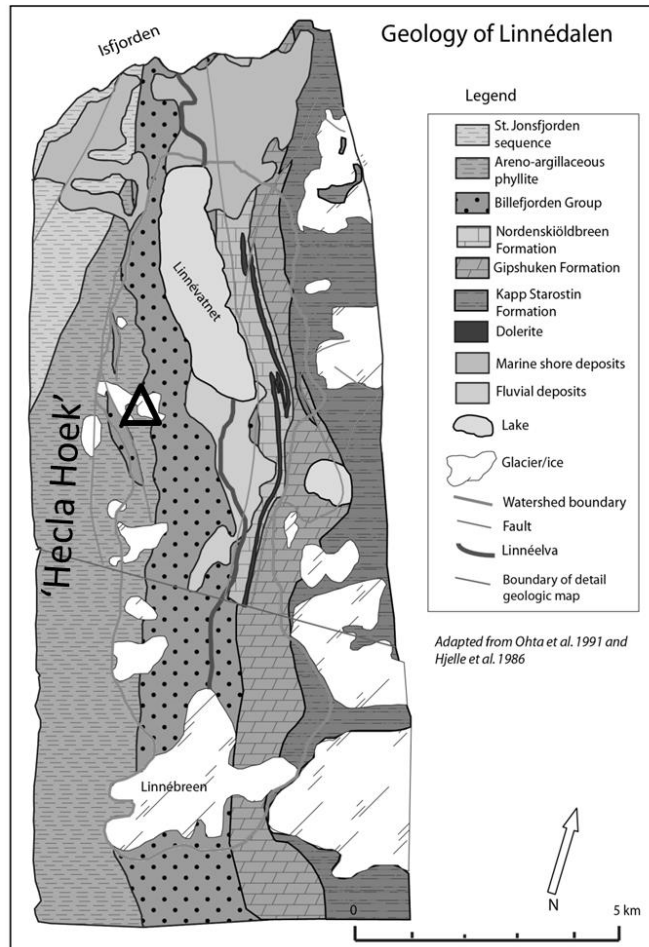 Isfjorden
Geology of Linnédalen
Legend
St. Jonsfjorden
sequence
Areno-argillaceous
phyllite
Billefjorden Group
Nordenskiöldbreen
Formation
Gipshuken Formation
Kapp Starostin
Formation
Dolerite
Marine shore deposits
Fluvial deposits
Lake
Glacier/ice
Watershed boundary
Fault
Linnéelva
Boundary of detail
geologic map
Adapted from Ohta et al. 1991 and
Hjelle et al. 1986
Linnévatnet
'Hecla Hoek'
Linnébreen
N
0
5 km